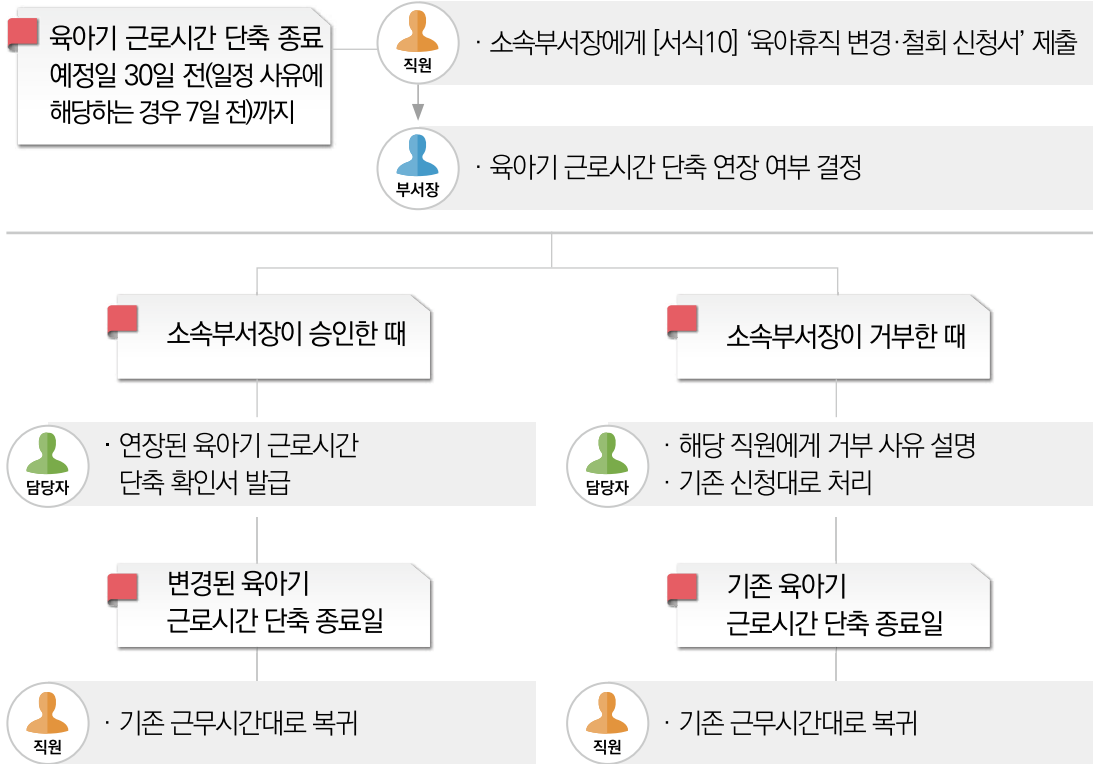 육아기 근로시간 단축 종료
예정일 30일 전(일정 사유에
해당하는 경우 7일 전)까지
직원
· 소속부서장에게 [서식10] ‘육아휴직 변경·철회 신청서’ 제출
부서장
· 육아기 근로시간 단축 연장 여부 결정
소속부서장이 승인한 때
담당자
· 연장된 육아기 근로시간
단축 확인서 발급
변경된 육아기
근로시간 단축 종료일
직원
· 기존 근무시간대로 복귀
소속부서장이 거부한 때
담당자
· 해당 직원에게 거부 사유 설명
· 기존 신청대로 처리
기존 육아기
근로시간 단축 종료일
직원
· 기존 근무시간대로 복귀